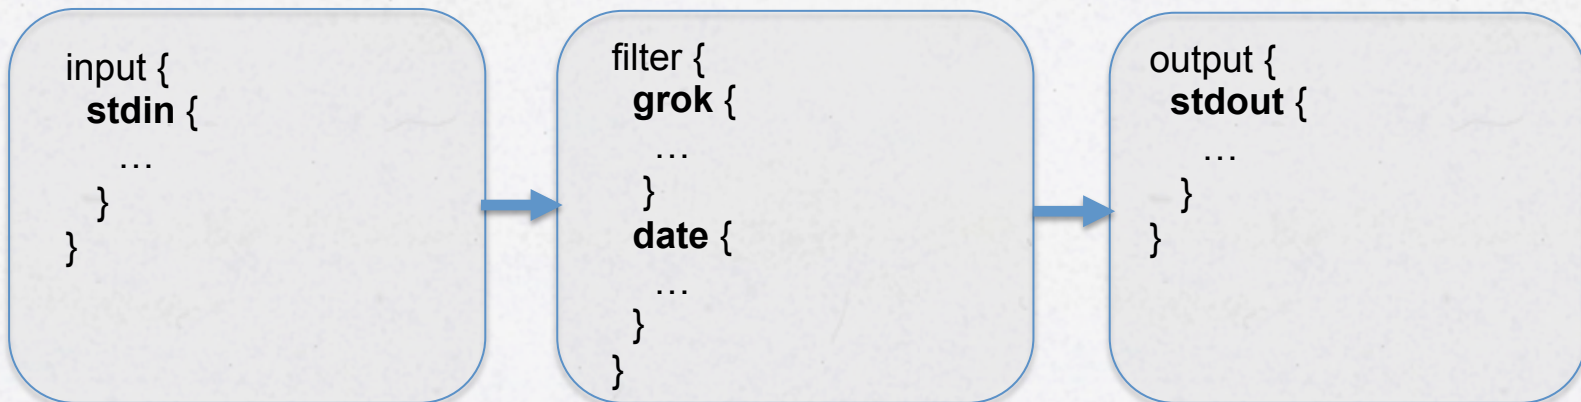 input {
stdin {
…
}
}
filter {
grok {
…
}
date {
…
}
}
output {
stdout {
…
}
}